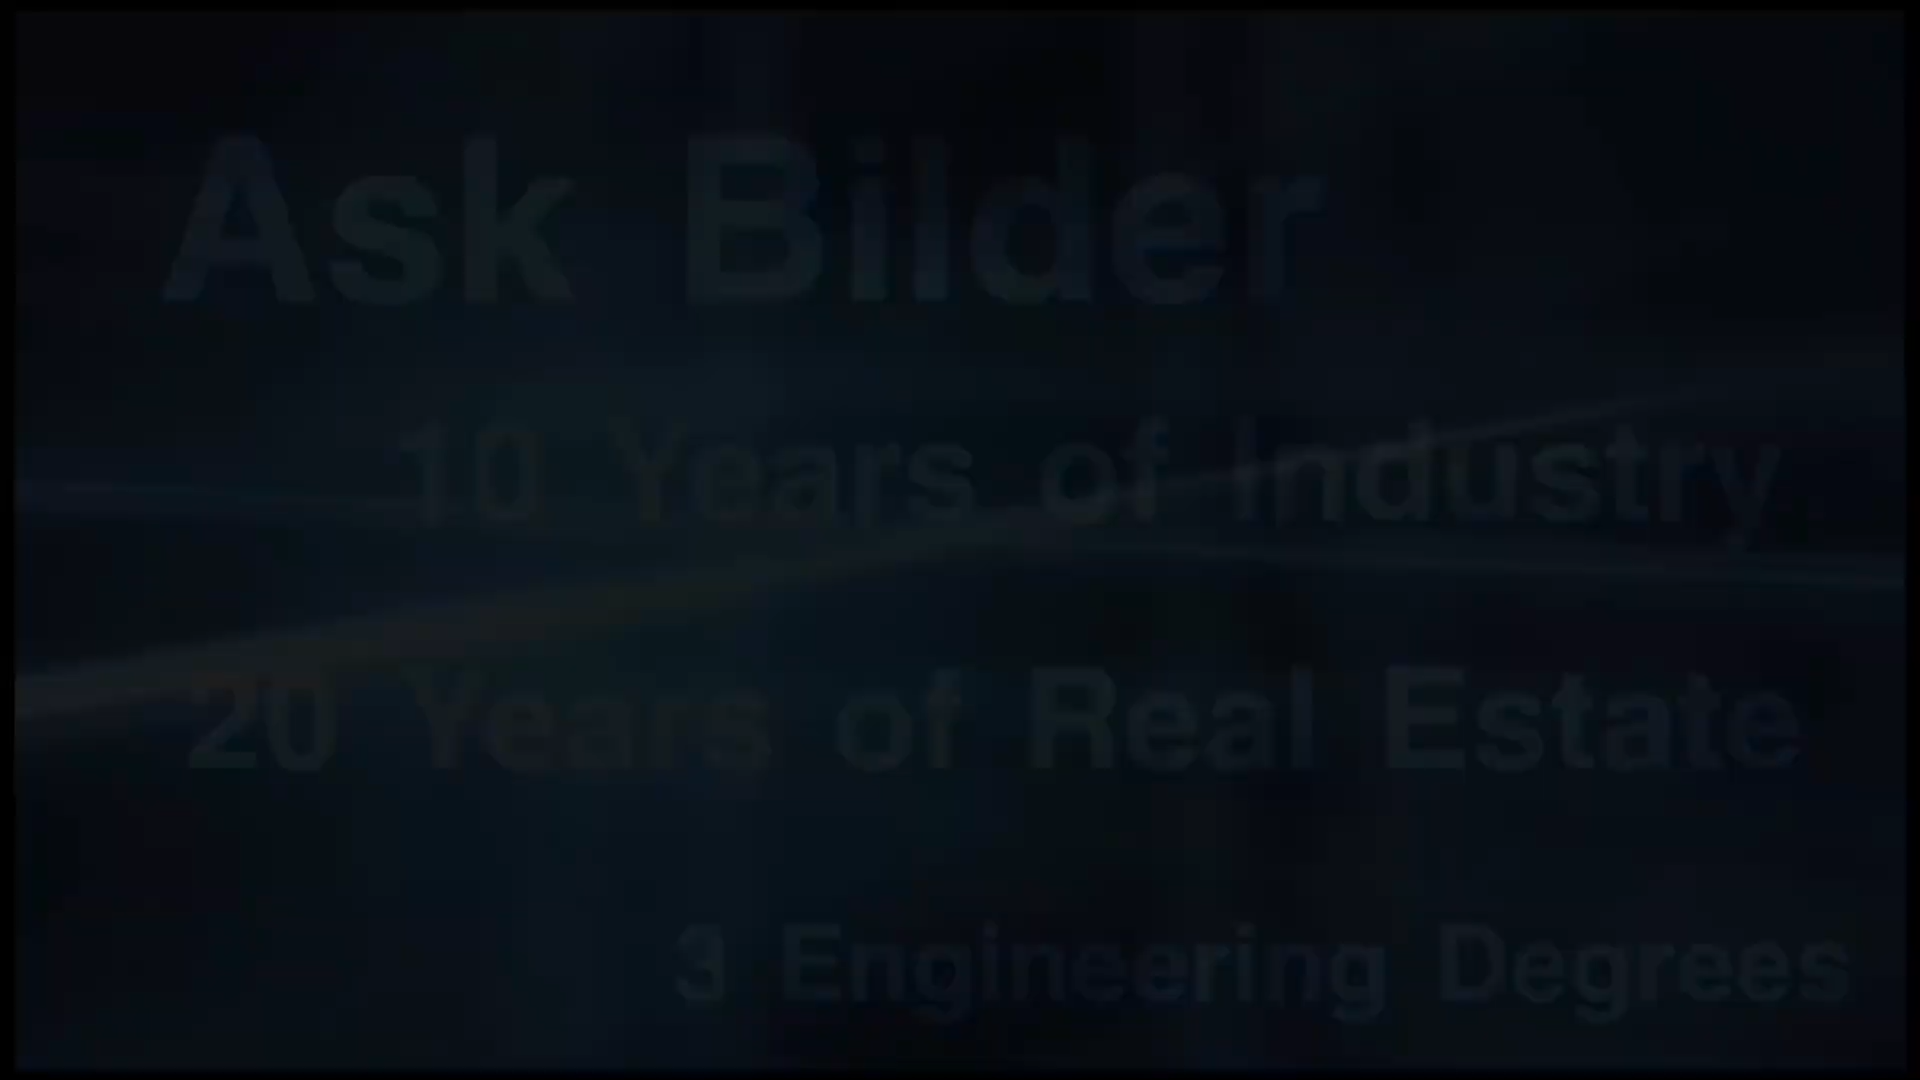 Ask Bilder
10 Years of Industry
20 Years of Real Estate
3 Engineering Degrees